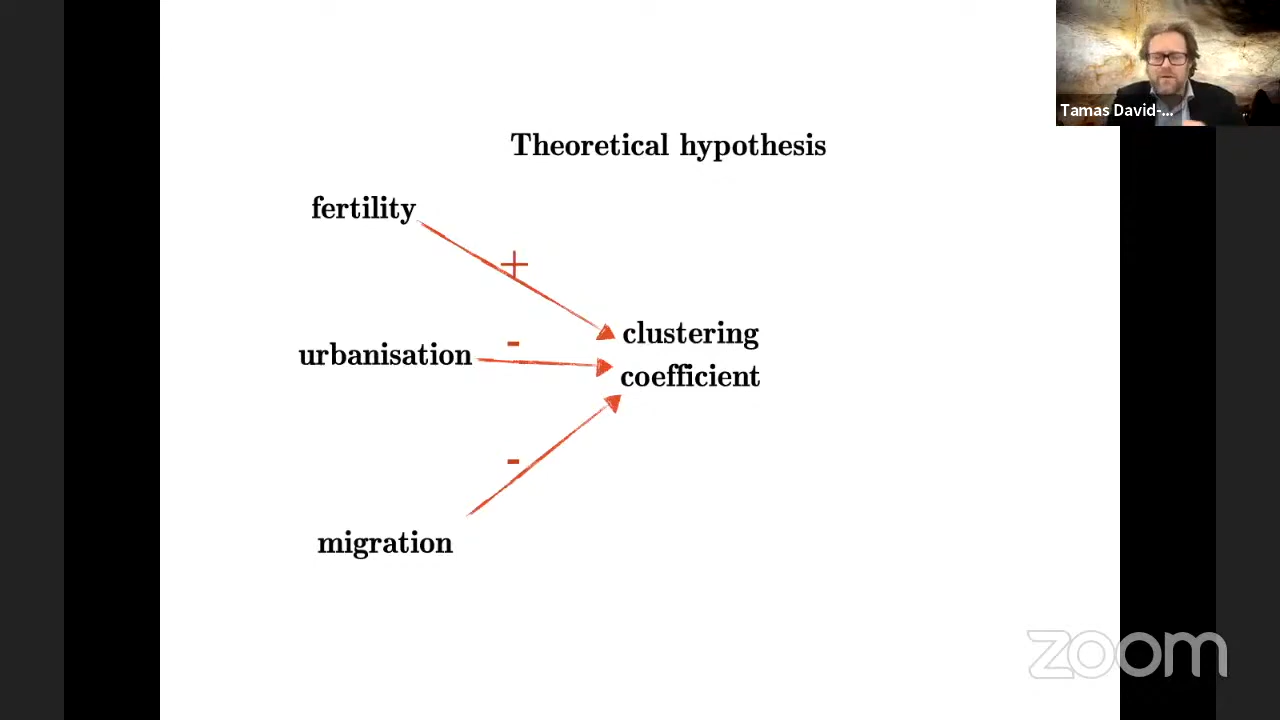 Tamas David-...
Theoretical hypothesis
fertility
+
urbanisation
-
clustering
coefficient
-
migration
zoom